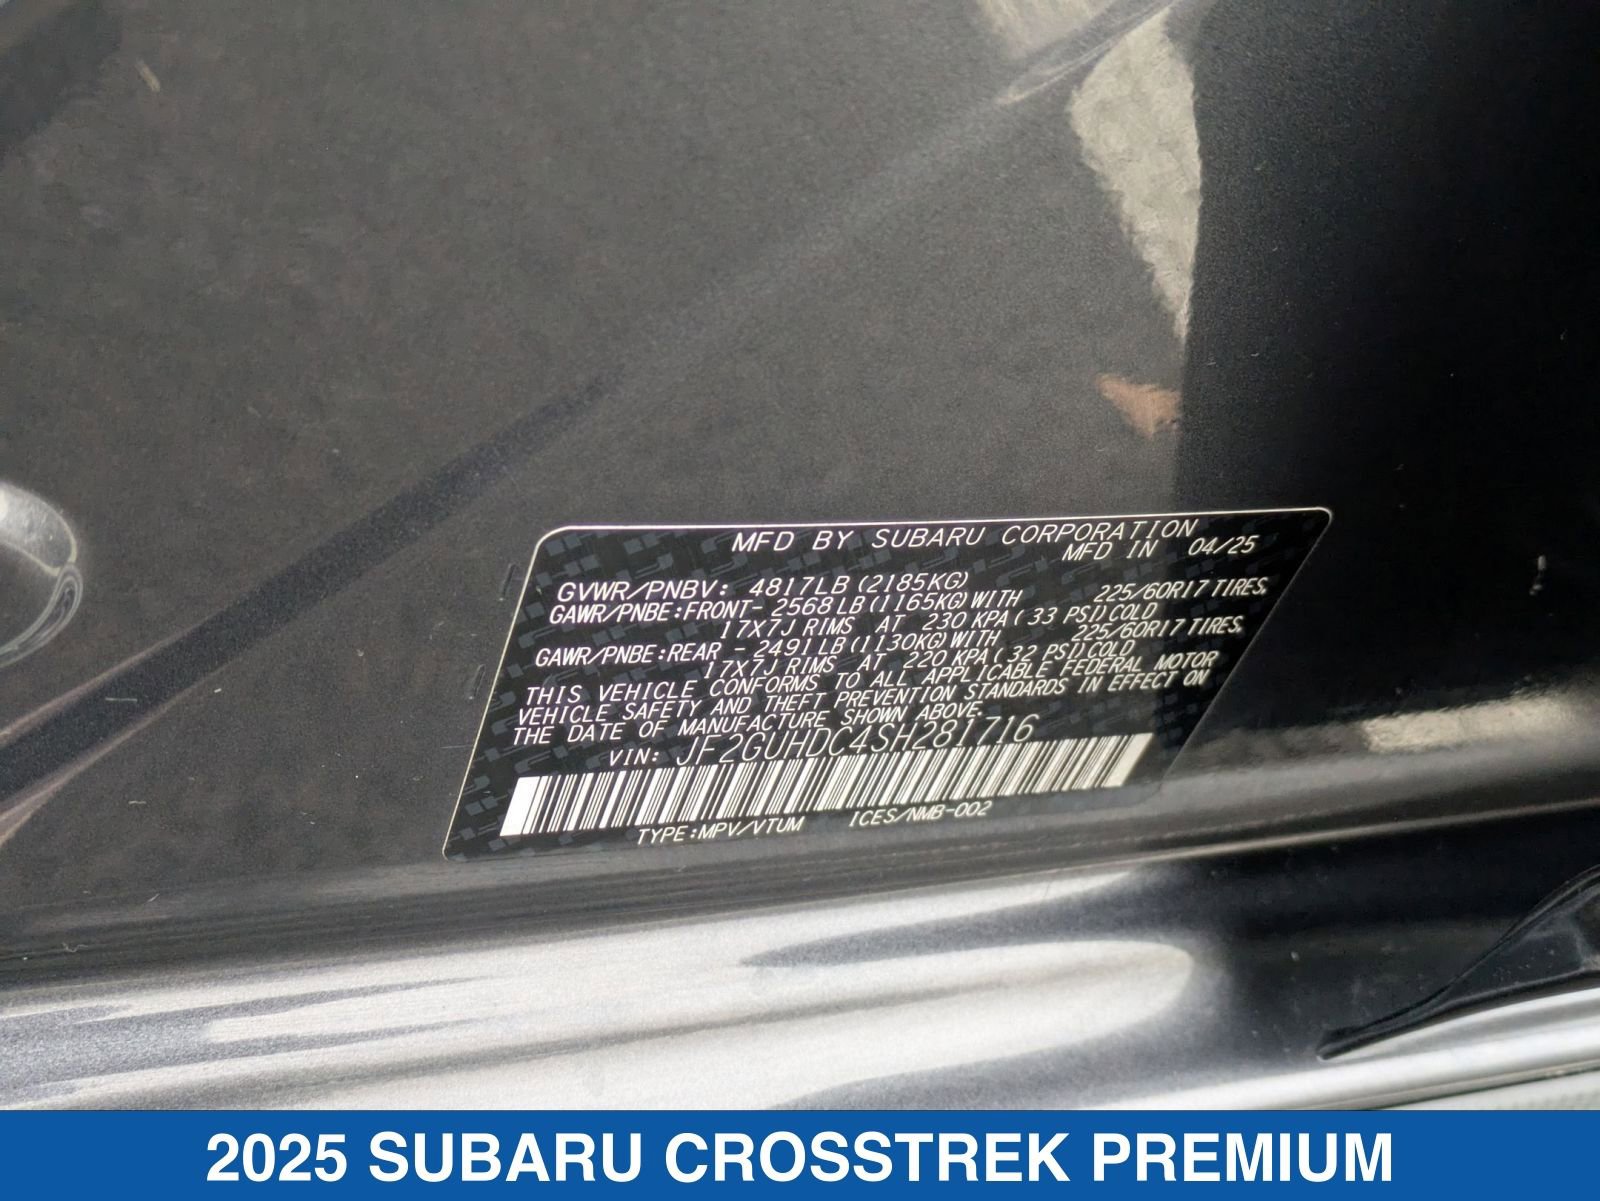 MFD BY SUBARU CORPORATION
MFD IN 04/25
GVWR/PNBV: 4817LB (2185KG)
GAWR/PNBE:FRONT- 2568LB(1165KG)WITH 225/60R17 TIRES,
17X7J RIMS AT 230 KPA( 33 PSI)COLD
GAWR/PNBE:REAR - 2491LB(1130KG)WITH 225/60R17 TIRES,
17X7J RIMS AT 220 KPA( 32 PSI)COLD
THIS VEHICLE CONFORMS TO ALL APPLICABLE FEDERAL MOTOR
VEHICLE SAFETY AND THEFT PREVENTION STANDARDS IN EFFECT ON
THE DATE OF MANUFACTURE SHOWN ABOVE.
VIN: JF2GUHDC4SH281716
TYPE:MPV/VTUM ICES/NMB-002
2025 SUBARU CROSSTREK PREMIUM